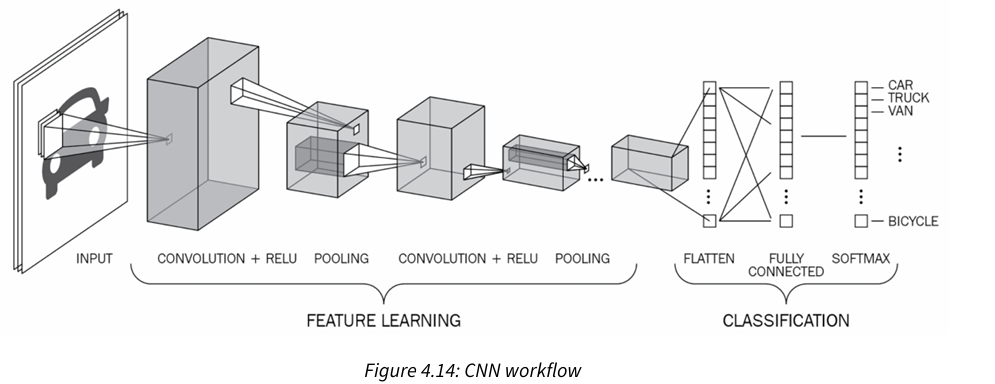 CAR
TRUCK
VAN
BICYCLE
INPUT
CONVOLUTION + RELU
POOLING
CONVOLUTION + RELU
POOLING
FLATTEN
FULLY
CONNECTED
SOFTMAX
FEATURE LEARNING
CLASSIFICATION
Figure 4.14: CNN workflow